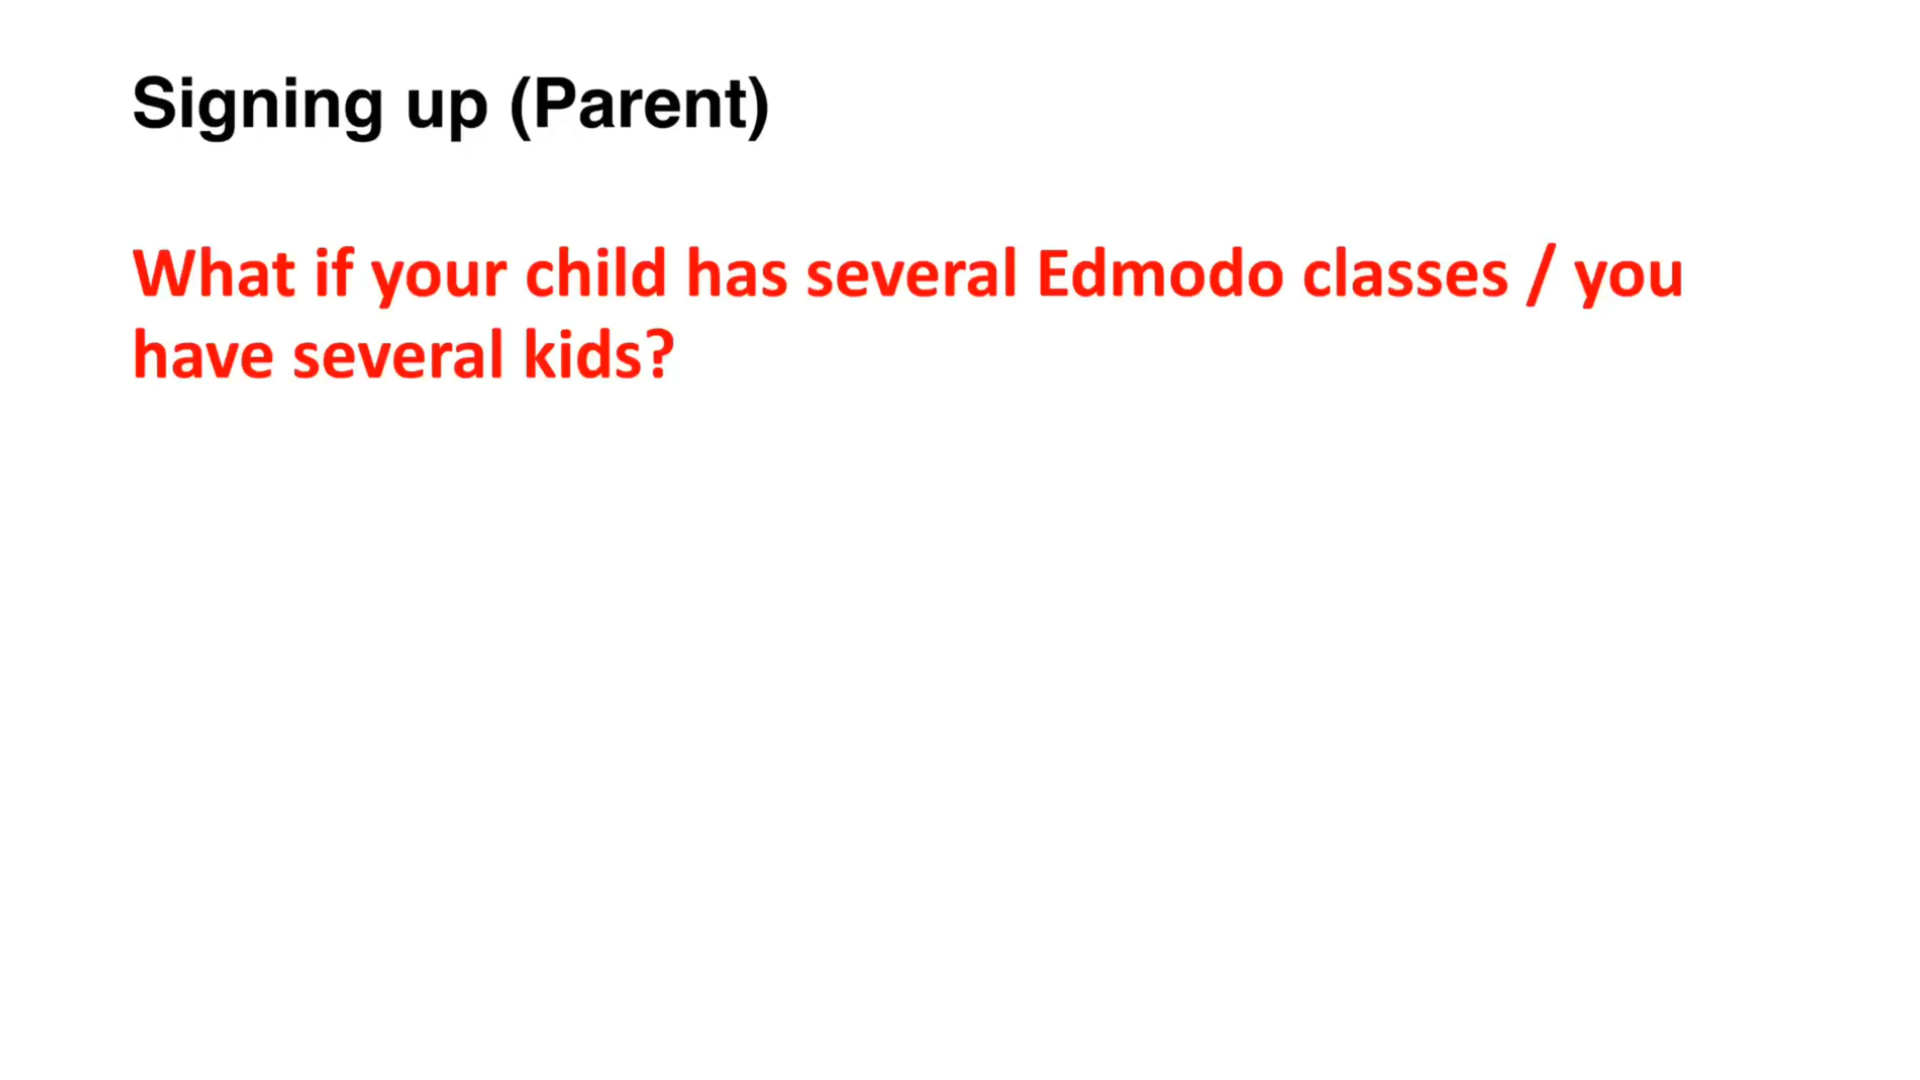 Signing up (Parent)
What if your child has several Edmodo classes / you
have several kids?